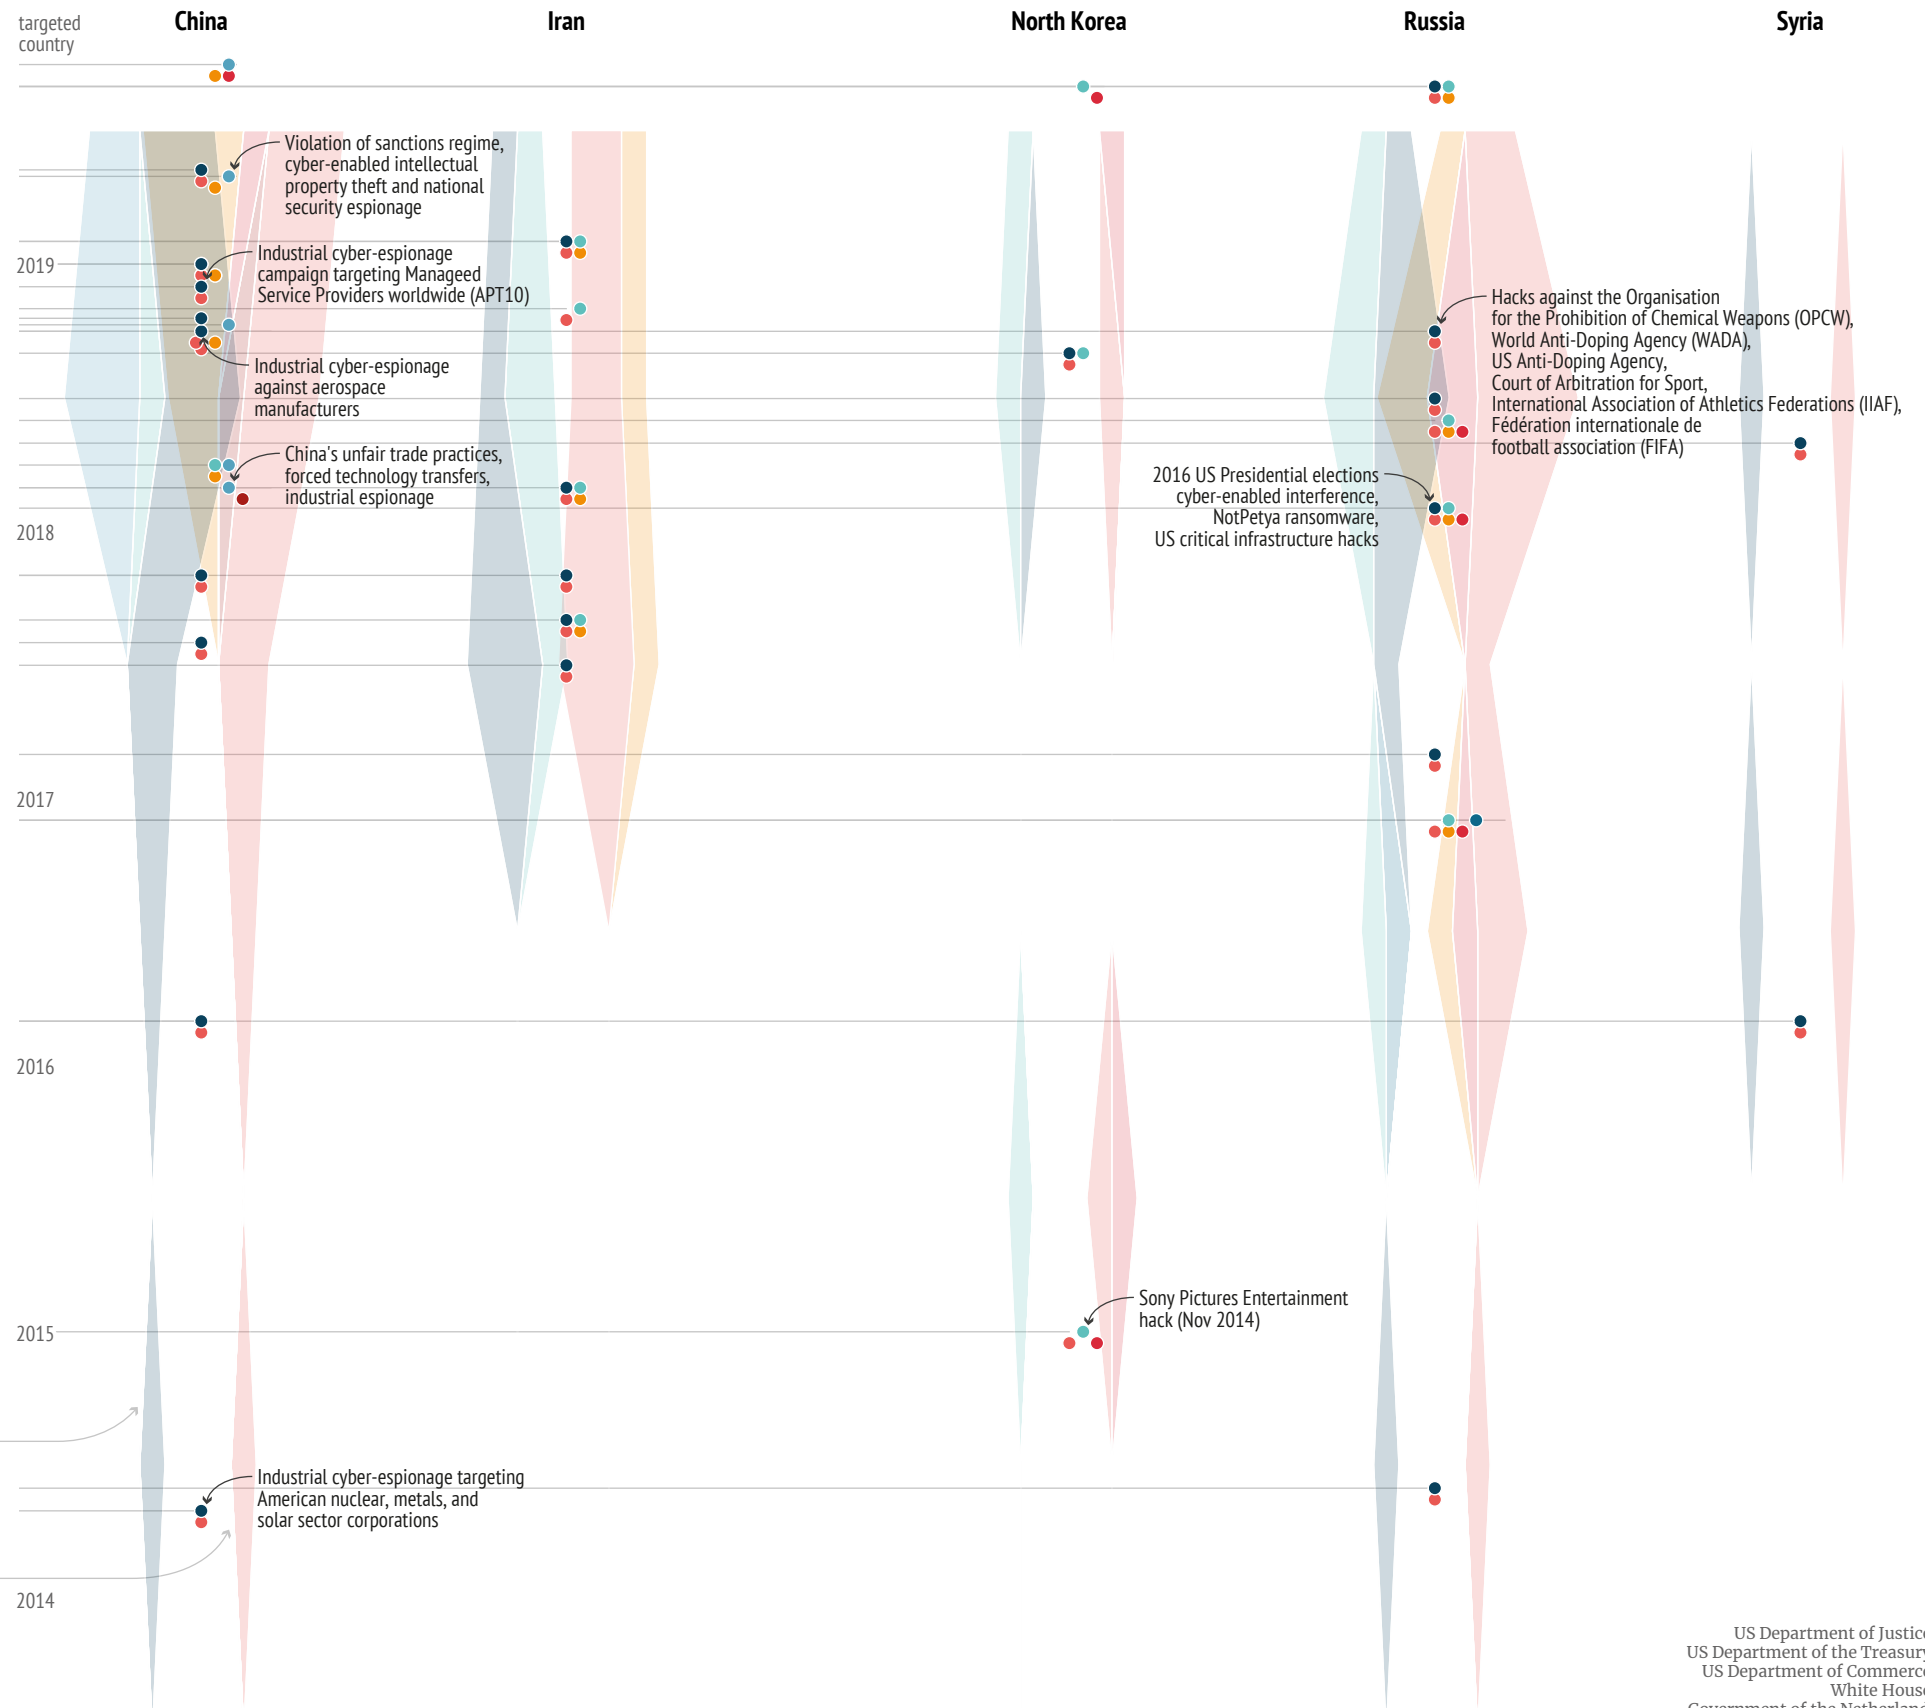 targeted
country
China
Iran
North Korea
Russia
Syria
Violation of sanctions regime,
cyber-enabled intellectual
property theft and national
security espionage
2019
Industrial cyber-espionage
campaign targeting Manageed
Service Providers worldwide (APT10)
Hacks against the Organisation
for the Prohibition of Chemical Weapons (OPCW),
World Anti-Doping Agency (WADA),
US Anti-Doping Agency,
Court of Arbitration for Sport,
International Association of Athletics Federations (IIAF),
Fédération internationale de
football association (FIFA)
Industrial cyber-espionage
against aerospace
manufacturers
China's unfair trade practices,
forced technology transfers,
industrial espionage
2016 US Presidential elections
cyber-enabled interference,
NotPetya ransomware,
US critical infrastructure hacks
2018
2017
2016
Sony Pictures Entertainment
hack (Nov 2014)
2015
Industrial cyber-espionage targeting
American nuclear, metals, and
solar sector corporations
2014
US Department of Justice
US Department of the Treasury
US Department of Commerce
White House
Government of the Netherland